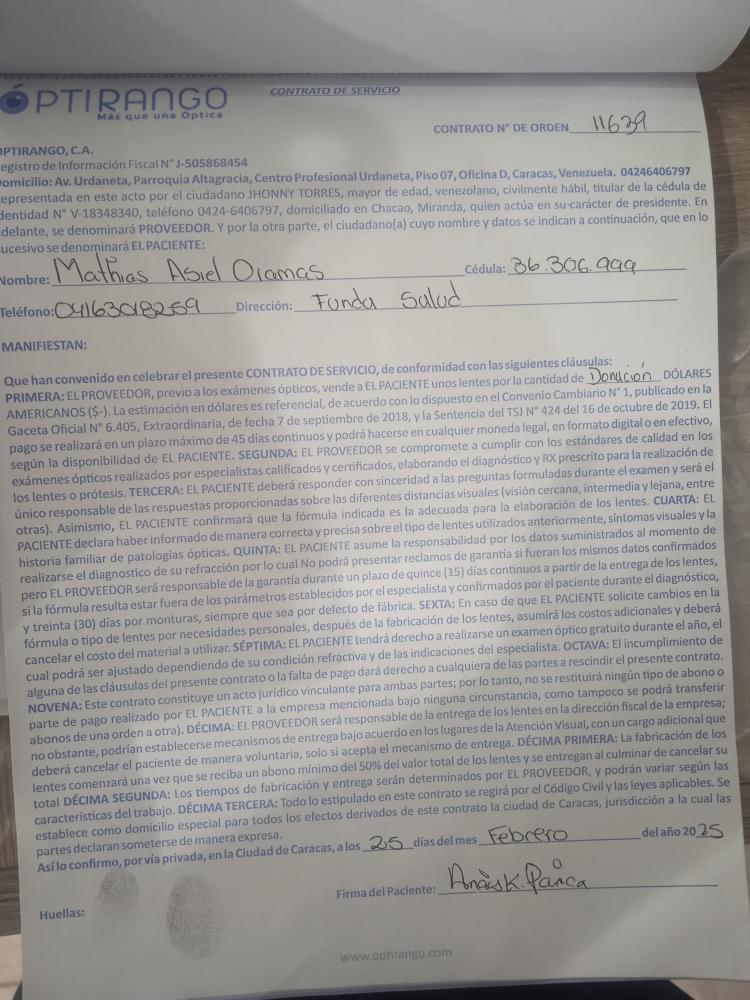 ÓPTIRANGO
Más que una Optica
CONTRATO DE SERVICIO
CONTRATO N° DE ORDEN 11639
OPTIRANGO, C.A.
egistro de Información Fiscal N° J-505868454
Domicilio: Av. Urdaneta, Parroquia Altagracia, Centro Profesional Urdaneta, Piso 07, Oficina D, Caracas, Venezuela. 04246406797
epresentada en este acto por el ciudadano JHONNY TORRES, mayor de edad, venezolano, civilmente hábil, titular de la cédula de
dentidad N° V-18348340, teléfono 0424-6406797, domiciliado en Chacao, Miranda, quien actúa en su carácter de presidente. En
delante, se denominará PROVEEDOR. Y por la otra parte, el ciudadano(a) cuyo nombre y datos se indican a continuación, que en lo
sucesivo se denominará EL PACIENTE:
Nombre: Mathias Asiel Oramas Cédula: 36.306.999
Teléfono: 04163018259 Dirección: Funda Salud
MANIFIESTAN:
Que han convenido en celebrar el presente CONTRATO DE SERVICIO, de conformidad con las siguientes cláusulas:
PRIMERA: EL PROVEEDOR, previo a los exámenes ópticos, vende a EL PACIENTE unos lentes por la cantidad de Donación DÓLARES
AMERICANOS ($-). La estimación en dólares es referencial, de acuerdo con lo dispuesto en el Convenio Cambiario N° 1, publicado en la
Gaceta Oficial N° 6.405, Extraordinaria, de fecha 7 de septiembre de 2018, y la Sentencia del TSJ N° 424 del 16 de octubre de 2019. El
pago se realizará en un plazo máximo de 45 días continuos y podrá hacerse en cualquier moneda legal, en formato digital o en efectivo,
según la disponibilidad de EL PACIENTE. SEGUNDA: EL PROVEEDOR se compromete a cumplir con los estándares de calidad en los
exámenes ópticos realizados por especialistas calificados y certificados, elaborando el diagnóstico y RX prescrito para la realización de
los lentes o prótesis. TERCERA: EL PACIENTE deberá responder con sinceridad a las preguntas formuladas durante el examen y será el
único responsable de las respuestas proporcionadas sobre las diferentes distancias visuales (visión cercana, intermedia y lejana, entre
otras). Asimismo, EL PACIENTE confirmará que la fórmula indicada es la adecuada para la elaboración de los lentes. CUARTA: EL
PACIENTE declara haber informado de manera correcta y precisa sobre el tipo de lentes utilizados anteriormente, síntomas visuales y la
historia familiar de patologías ópticas. QUINTA: EL PACIENTE asume la responsabilidad por los datos suministrados al momento de
realizarse el diagnostico de su refracción por lo cual No podrá presentar reclamos de garantía si fueran los mismos datos confirmados
pero EL PROVEEDOR será responsable de la garantía durante un plazo de quince (15) días continuos a partir de la entrega de los lentes,
si la fórmula resulta estar fuera de los parámetros establecidos por el especialista y confirmados por el paciente durante el diagnóstico,
y treinta (30) días por monturas, siempre que sea por defecto de fábrica. SEXTA: En caso de que EL PACIENTE solicite cambios en la
fórmula o tipo de lentes por necesidades personales, después de la fabricación de los lentes, asumirá los costos adicionales y deberá
cancelar el costo del material a utilizar. SÉPTIMA: EL PACIENTE tendrá derecho a realizarse un examen óptico gratuito durante el año, el
cual podrá ser ajustado dependiendo de su condición refractiva y de las indicaciones del especialista. OCTAVA: El incumplimiento de
alguna de las cláusulas del presente contrato o la falta de pago dará derecho a cualquiera de las partes a rescindir el presente contrato.
NOVENA: Este contrato constituye un acto jurídico vinculante para ambas partes; por lo tanto, no se restituirá ningún tipo de abono o
parte de pago realizado por EL PACIENTE a la empresa mencionada bajo ninguna circunstancia, como tampoco se podrá transferir
abonos de una orden a otra). DÉCIMA: EL PROVEEDOR será responsable de la entrega de los lentes en la dirección fiscal de la empresa;
no obstante, podrían establecerse mecanismos de entrega bajo acuerdo en los lugares de la Atención Visual, con un cargo adicional que
deberá cancelar el paciente de manera voluntaria, solo si acepta el mecanismo de entrega. DÉCIMA PRIMERA: La fabricación de los
lentes comenzará una vez que se reciba un abono mínimo del 50% del valor total de los lentes y se entregan al culminar de cancelar su
total DÉCIMA SEGUNDA: Los tiempos de fabricación y entrega serán determinados por EL PROVEEDOR, y podrán variar según las
características del trabajo. DÉCIMA TERCERA: Todo lo estipulado en este contrato se regirá por el Código Civil y las leyes aplicables. Se
establece como domicilio especial para todos los efectos derivados de este contrato la ciudad de Caracas, jurisdicción a la cual las
partes declaran someterse de manera expresa.
Así lo confirmo, por vía privada, en la Ciudad de Caracas, a los 25 días del mes Febrero del año 2025
Firma del Paciente: Anaís K. Parica
Huellas:
www.optirango.com